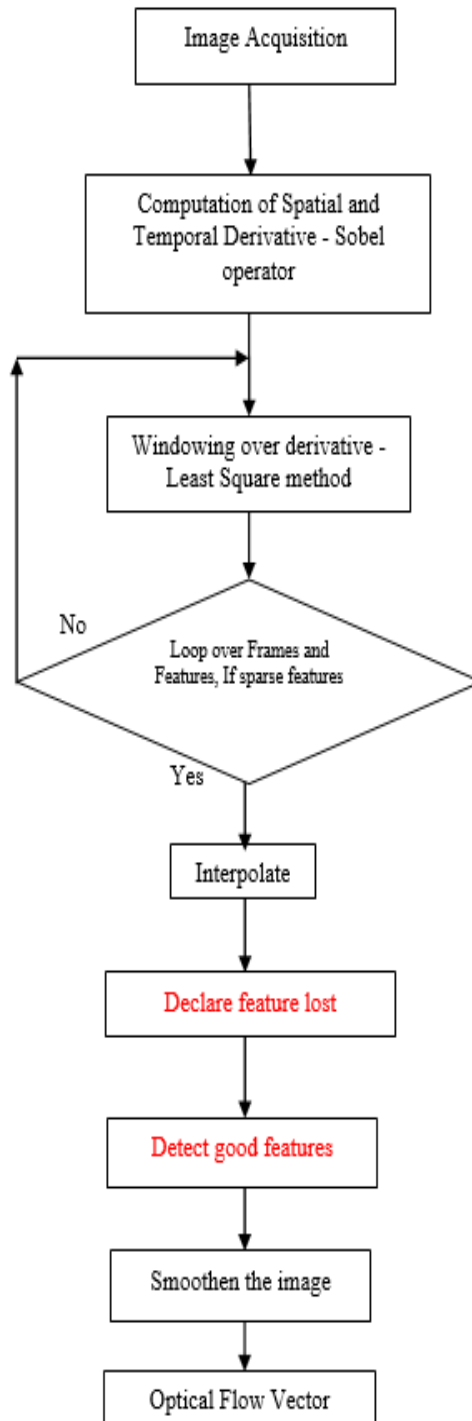 Image Acquisition
Computation of Spatial and
Temporal Derivative - Sobel
operator
Windowing over derivative -
Least Square method
No
Loop over Frames and
Features, If sparse features
Yes
Interpolate
Declare feature lost
Detect good features
Smoothen the image
Optical Flow Vector